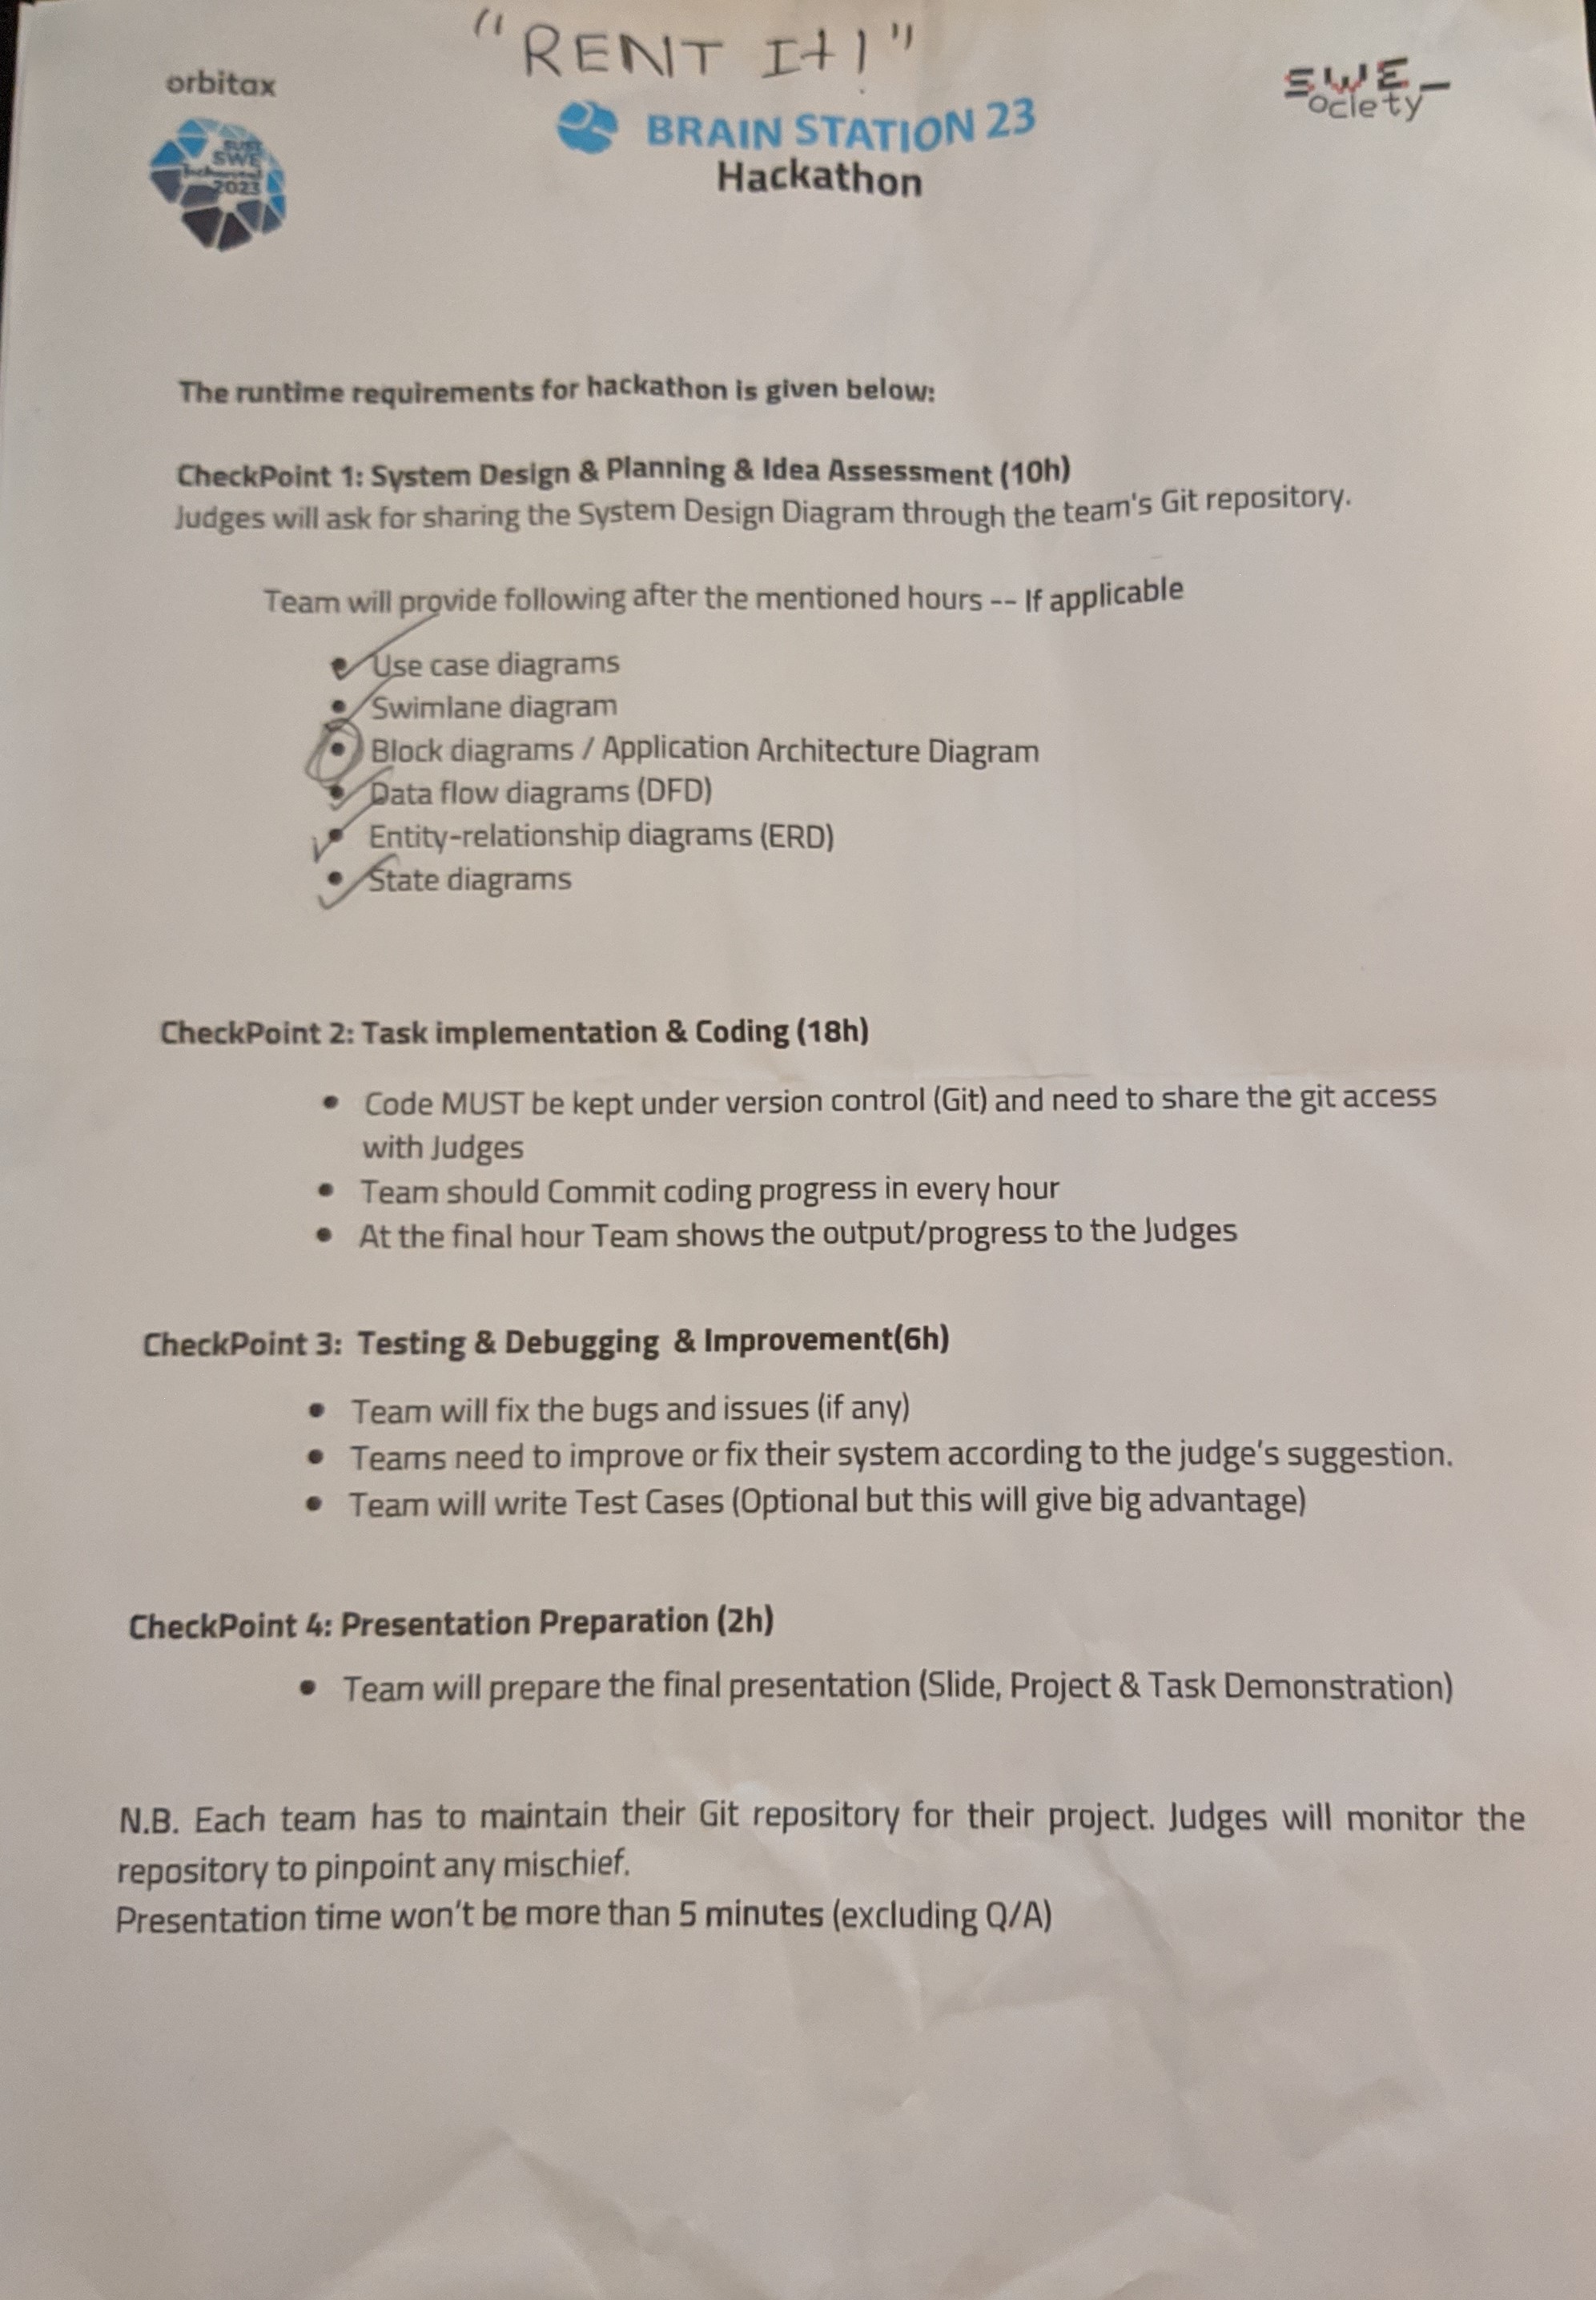 "RENT It!"
orbitax
SUST
SWE
Technovent
2023
BRAIN STATION 23
Hackathon
SWE_
ociety
The runtime requirements for hackathon is given below:
CheckPoint 1: System Design & Planning & Idea Assessment (10h)
Judges will ask for sharing the System Design Diagram through the team's Git repository.
Team will provide following after the mentioned hours -- If applicable
• Use case diagrams
• Swimlane diagram
• Block diagrams / Application Architecture Diagram
• Data flow diagrams (DFD)
• Entity-relationship diagrams (ERD)
• State diagrams
CheckPoint 2: Task implementation & Coding (18h)
• Code MUST be kept under version control (Git) and need to share the git access
with Judges
• Team should Commit coding progress in every hour
• At the final hour Team shows the output/progress to the Judges
CheckPoint 3: Testing & Debugging & Improvement(6h)
• Team will fix the bugs and issues (if any)
• Teams need to improve or fix their system according to the judge's suggestion.
• Team will write Test Cases (Optional but this will give big advantage)
CheckPoint 4: Presentation Preparation (2h)
• Team will prepare the final presentation (Slide, Project & Task Demonstration)
N.B. Each team has to maintain their Git repository for their project. Judges will monitor the
repository to pinpoint any mischief.
Presentation time won't be more than 5 minutes (excluding Q/A)